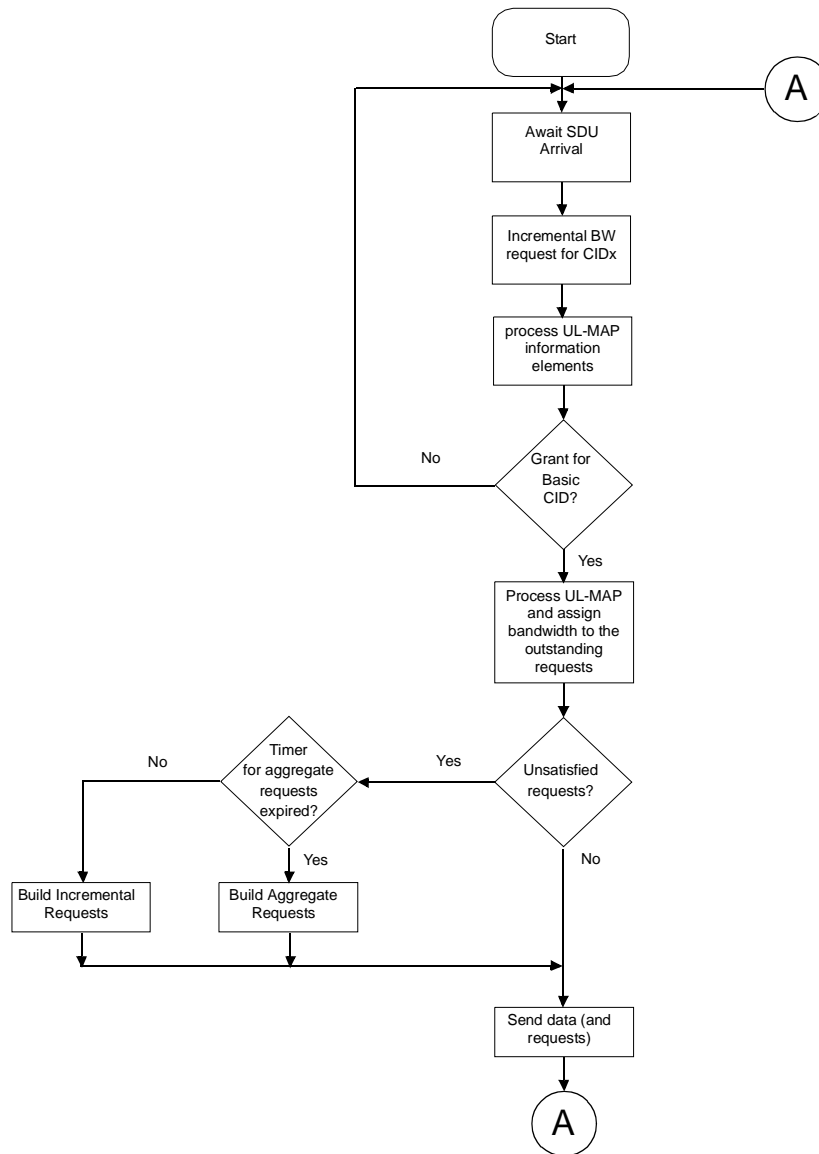 Start
A
Await SDU
Arrival
Incremental BW
request for CIDx
process UL-MAP
information
elements
No
Grant for
Basic
CID?
Yes
Process UL-MAP
and assign
bandwidth to the
outstanding
requests
No
Timer
for aggregate
requests
expired?
Yes
Unsatisfied
requests?
Yes
No
Build Incremental
Requests
Build Aggregate
Requests
Send data (and
requests)
A